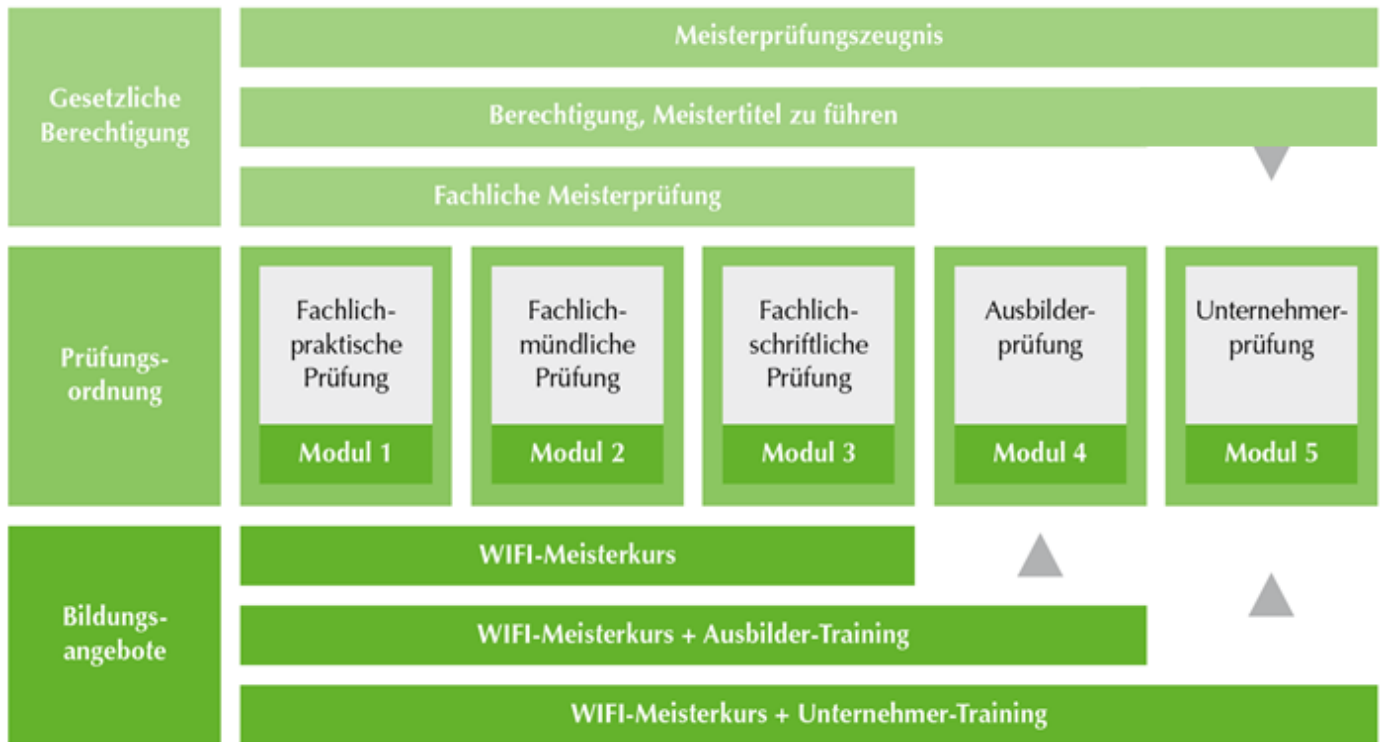 Gesetzliche
Berechtigung
Meisterprüfungszeugnis
Berechtigung, Meistertitel zu führen
Fachliche Meisterprüfung
Prüfungs-
ordnung
Fachlich-
praktische
Prüfung
Modul 1
Fachlich-
mündliche
Prüfung
Modul 2
Fachlich-
schriftliche
Prüfung
Modul 3
Ausbilder-
prüfung
Modul 4
Unternehmer-
prüfung
Modul 5
Bildungs-
angebote
WIFI-Meisterkurs
WIFI-Meisterkurs + Ausbilder-Training
WIFI-Meisterkurs + Unternehmer-Training